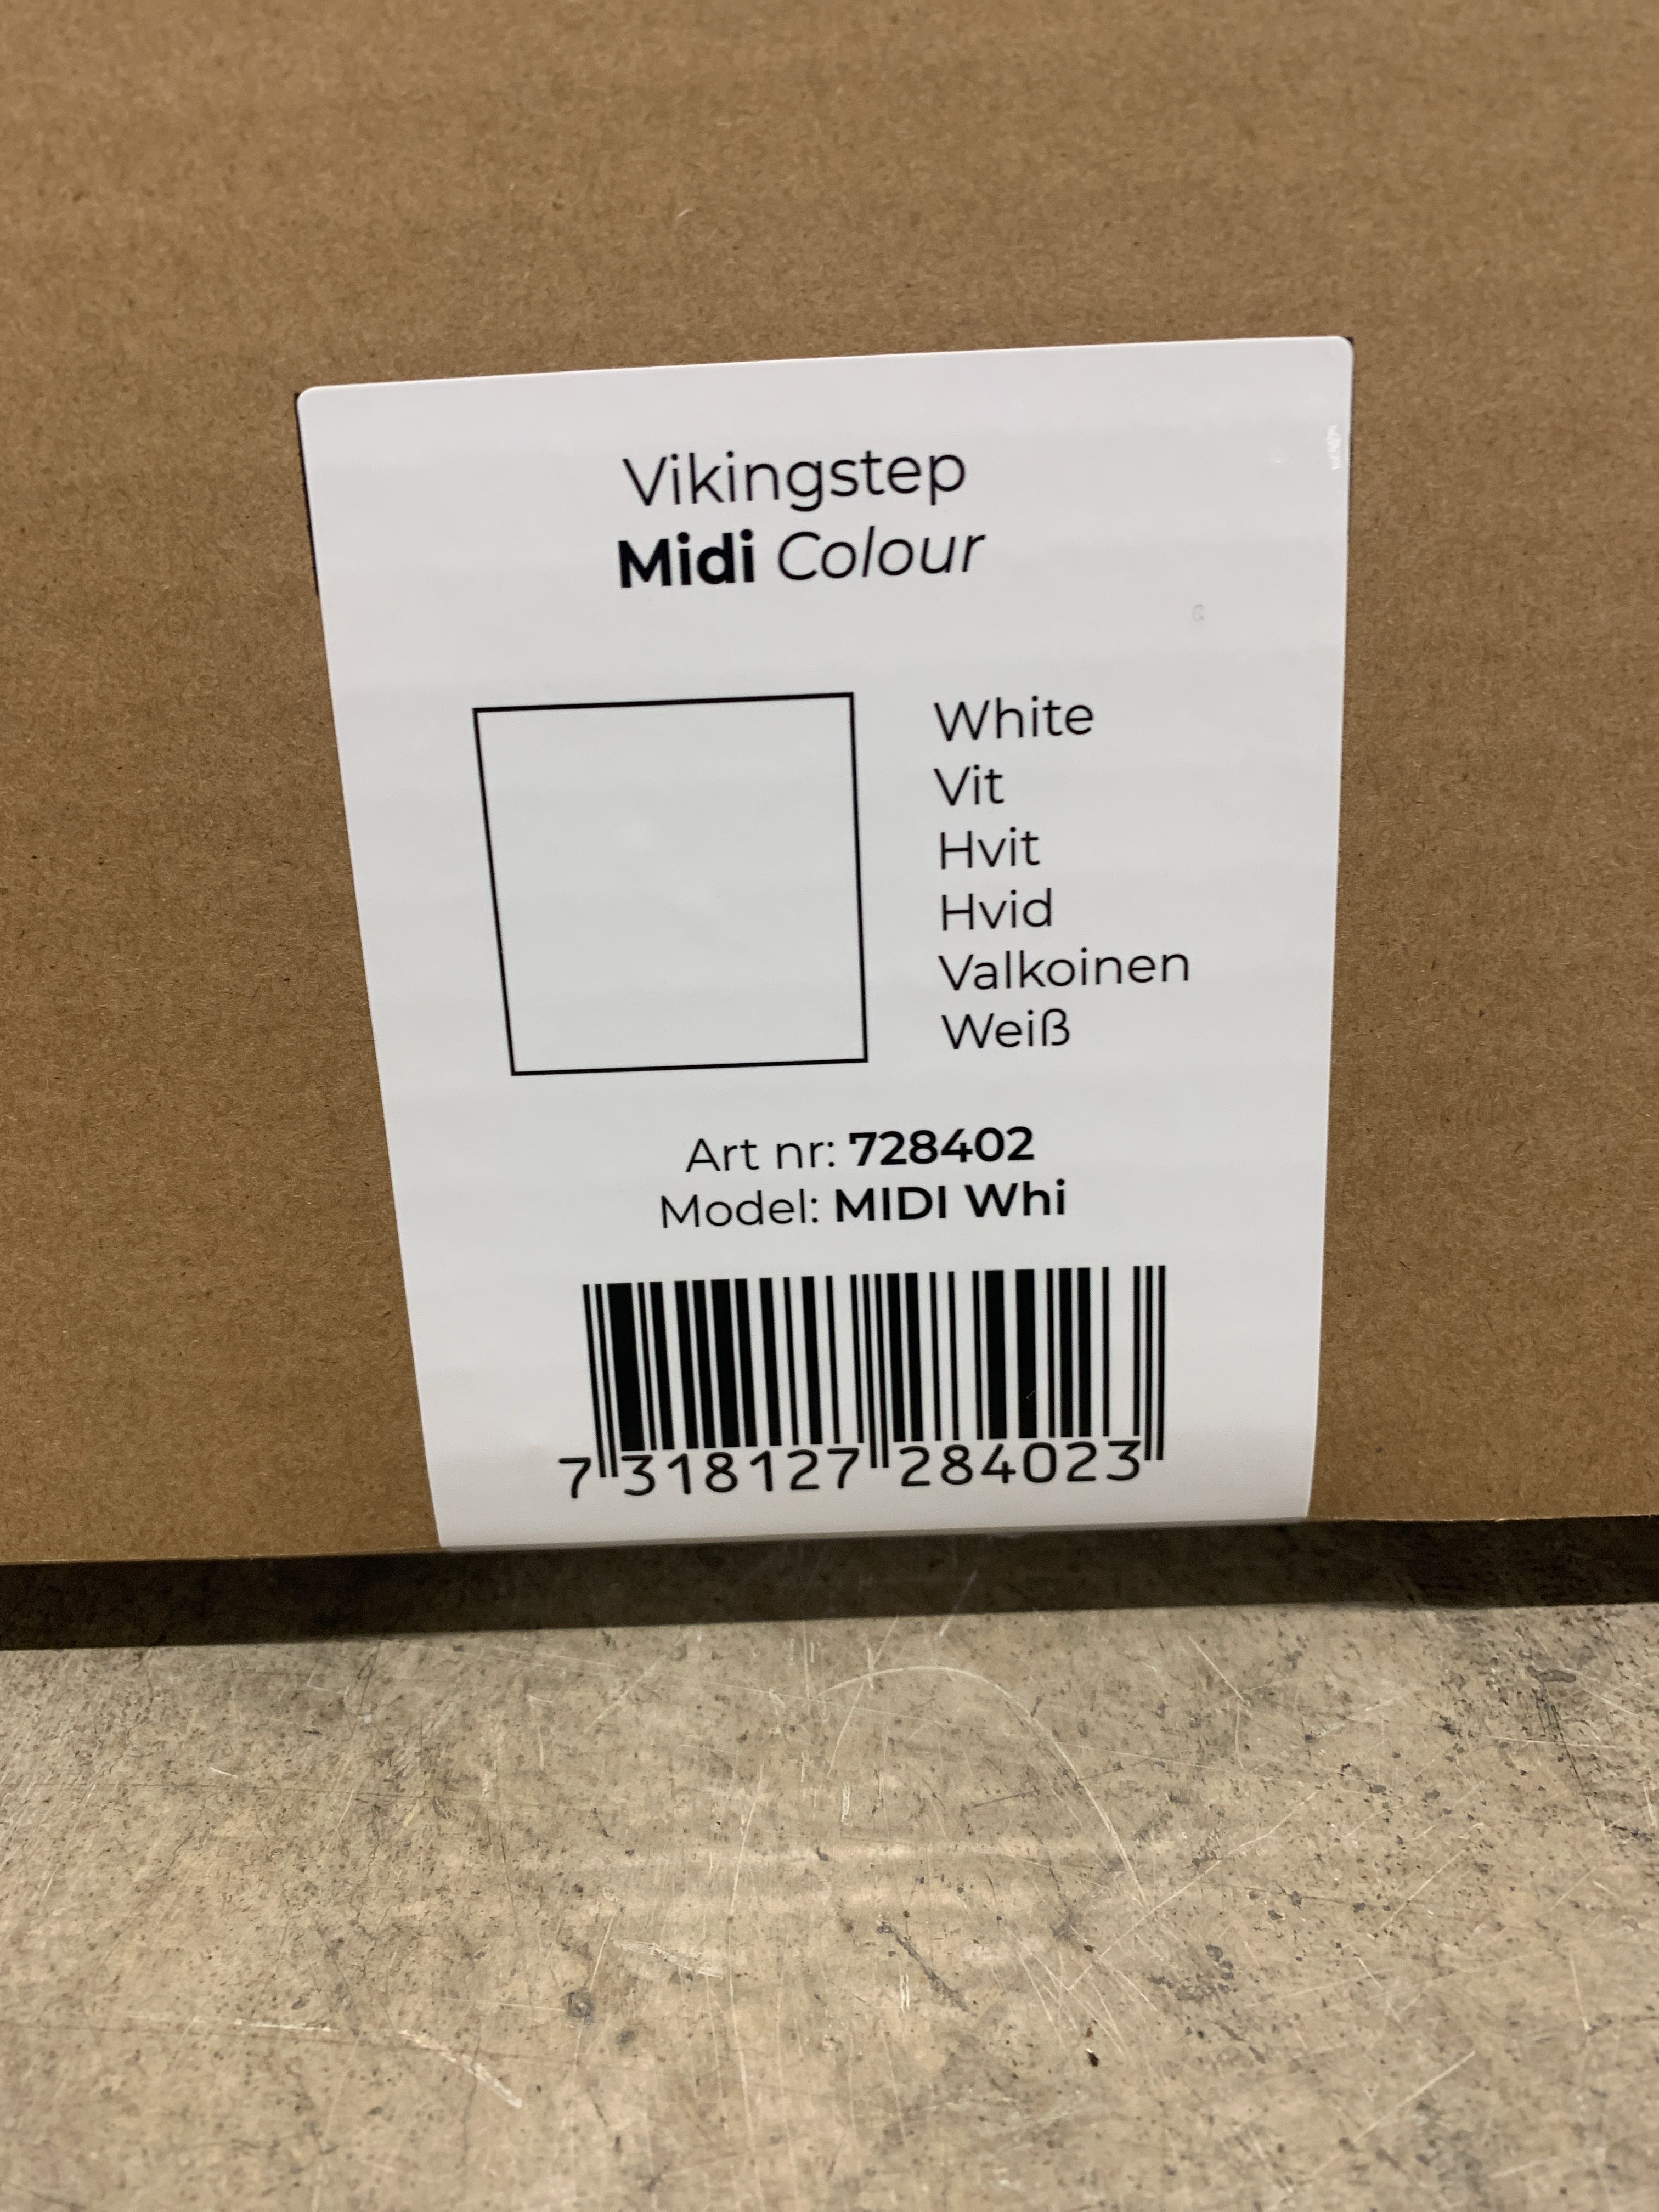 Vikingstep
Midi Colour
White
Vit
Hvit
Hvid
Valkoinen
Weiß
Art nr: 728402
Model: MIDI Whi
7 318127 284023